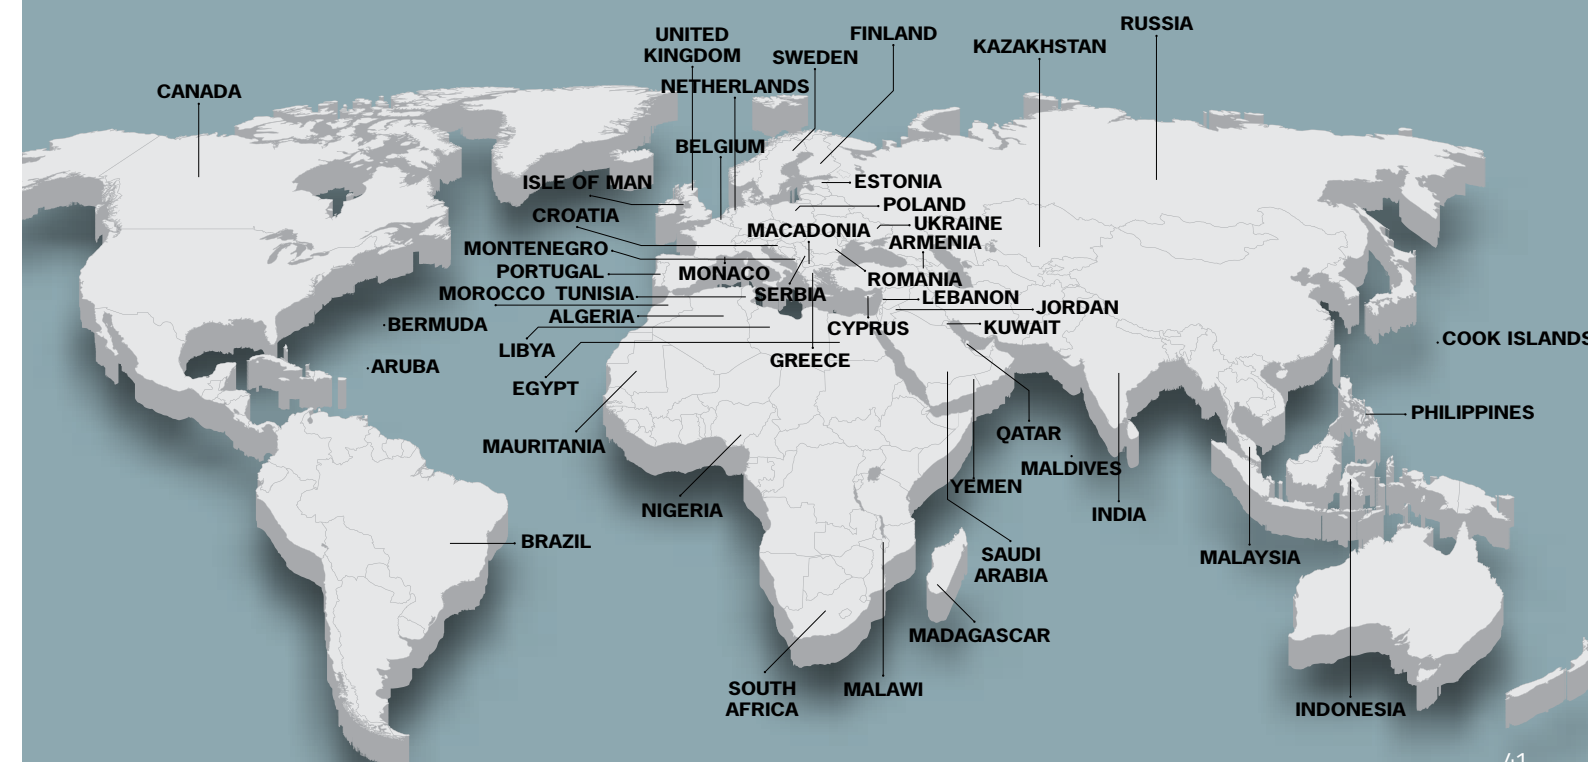 RUSSIA
UNITED
KINGDOM
FINLAND
KAZAKHSTAN
SWEDEN
NETHERLANDS
CANADA
BELGIUM
ISLE OF MAN
ESTONIA
POLAND
CROATIA
UKRAINE
MACADONIA
ARMENIA
MONTENEGRO
PORTUGAL
MONACO
ROMANIA
MOROCCO
TUNISIA
SERBIA
LEBANON
JORDAN
ALGERIA
BERMUDA
CYPRUS
KUWAIT
COOK ISLANDS
LIBYA
GREECE
ARUBA
EGYPT
PHILIPPINES
MAURITANIA
QATAR
MALDIVES
YEMEN
NIGERIA
INDIA
BRAZIL
SAUDI
ARABIA
MALAYSIA
MADAGASCAR
SOUTH
AFRICA
MALAWI
INDONESIA
41